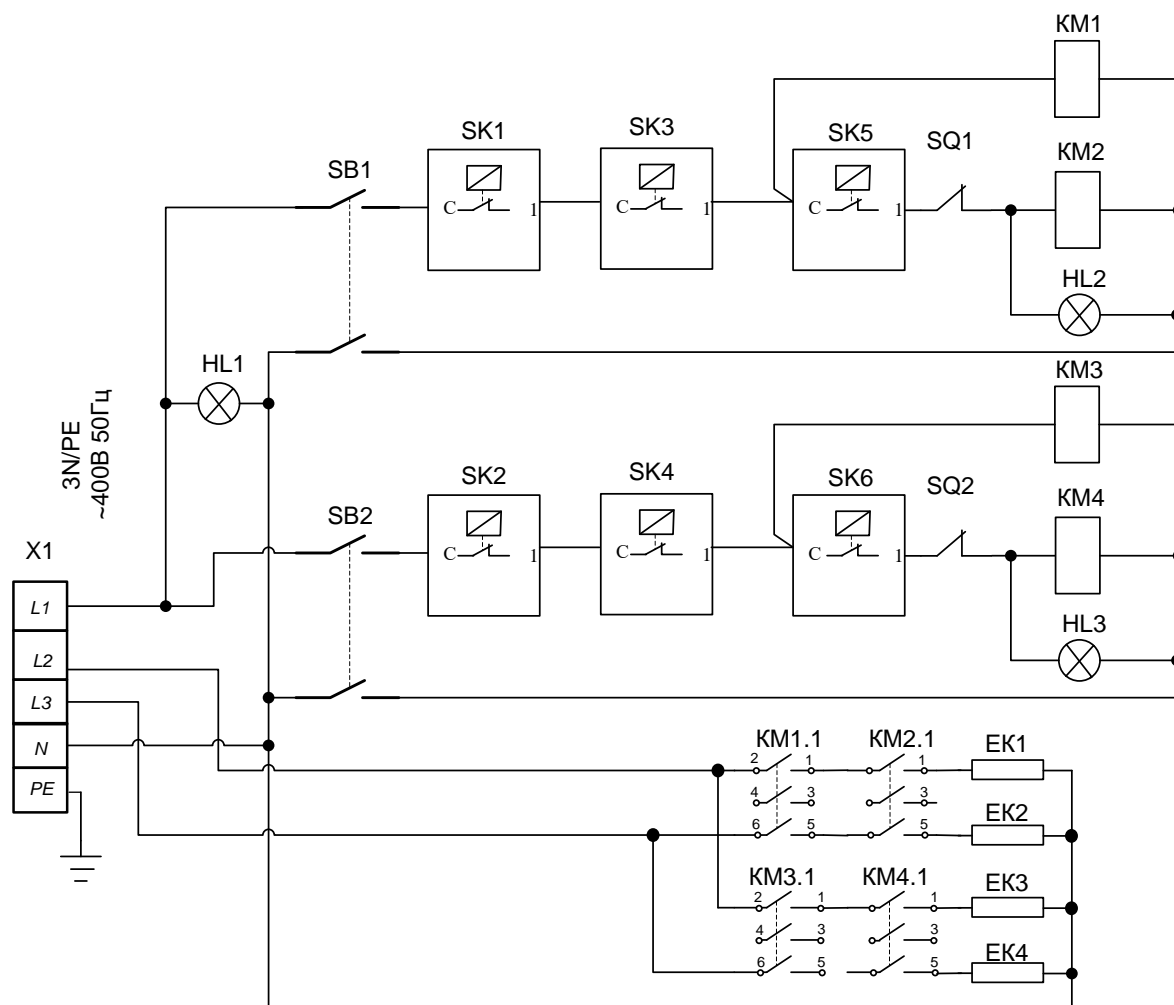 KM1
SK1
SK3
SK5
SQ1
KM2
SB1
C 1
C 1
C 1
HL2
HL1
KM3
3N/PE
~400В 50Гц
SK2
SK4
SK6
SQ2
KM4
SB2
X1
C 1
C 1
C 1
L1
HL3
L2
L3
N
PE
KM1.1
KM2.1
EK1
2 1 1
4 3 3
EK2
6 5 5
KM3.1
KM4.1
EK3
2 1 1
4 3 3
EK4
6 5 5